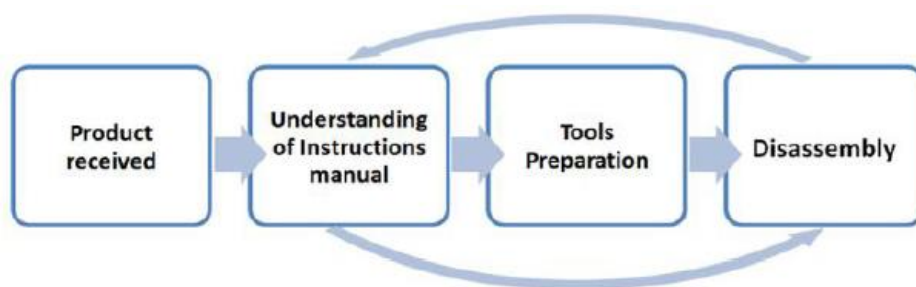 Product
received
Understanding
of Instructions
manual
Tools
Preparation
Disassembly